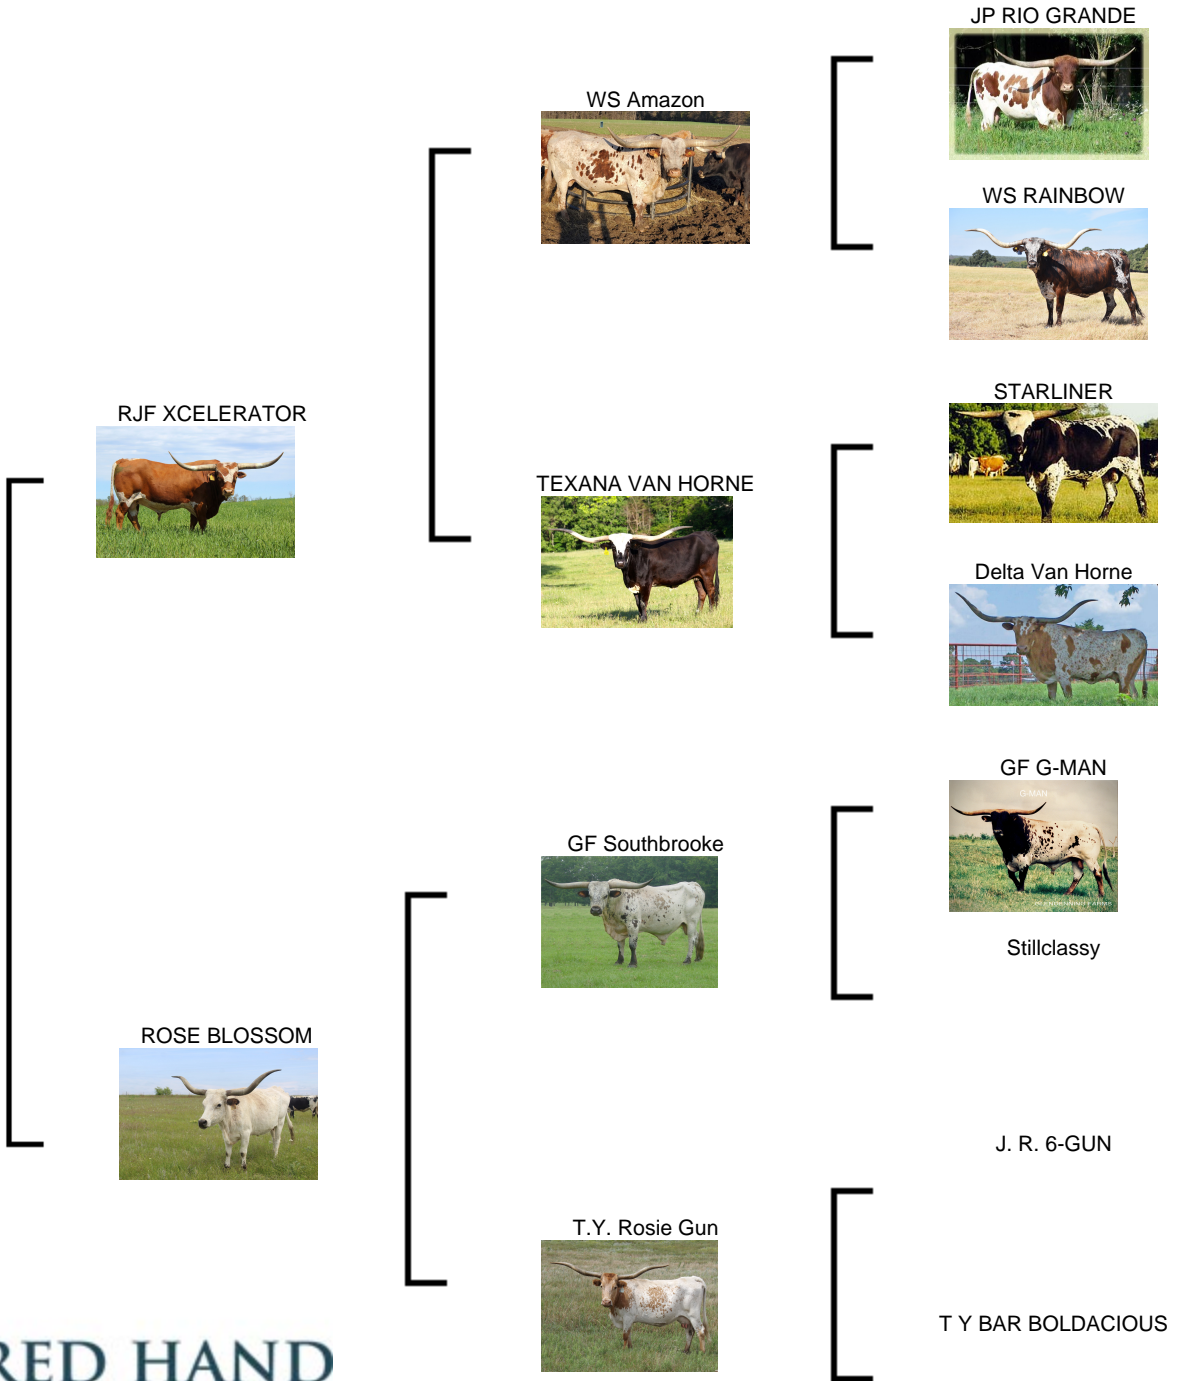 JP RIO GRANDE
WS Amazon
WS RAINBOW
STARLINER
RJF XCELERATOR
TEXANA VAN HORNE
Delta Van Horne
GF G-MAN
G-MAN
GF Southbrooke
Stillclassy
ROSE BLOSSOM
J. R. 6-GUN
T.Y. Rosie Gun
T Y BAR BOLDACIOUS
RED HAND